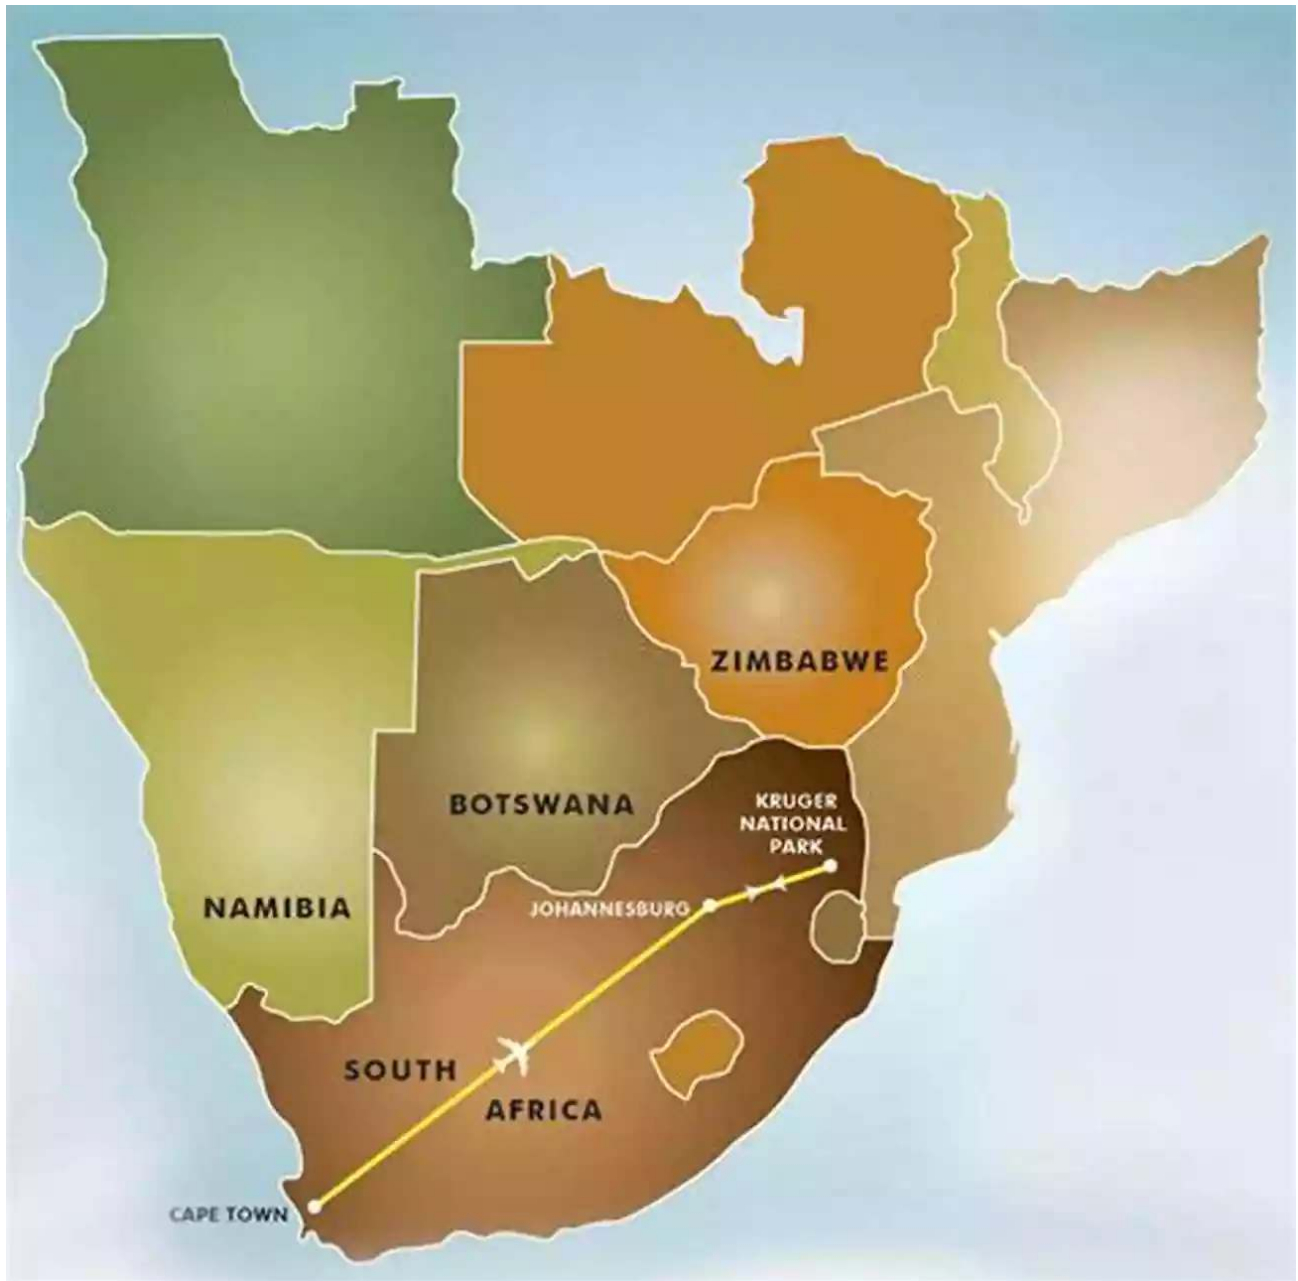 ZIMBABWE
BOTSWANA
KRUGER
NATIONAL
PARK
NAMIBIA
JOHANNESBURG
SOUTH
AFRICA
CAPE TOWN